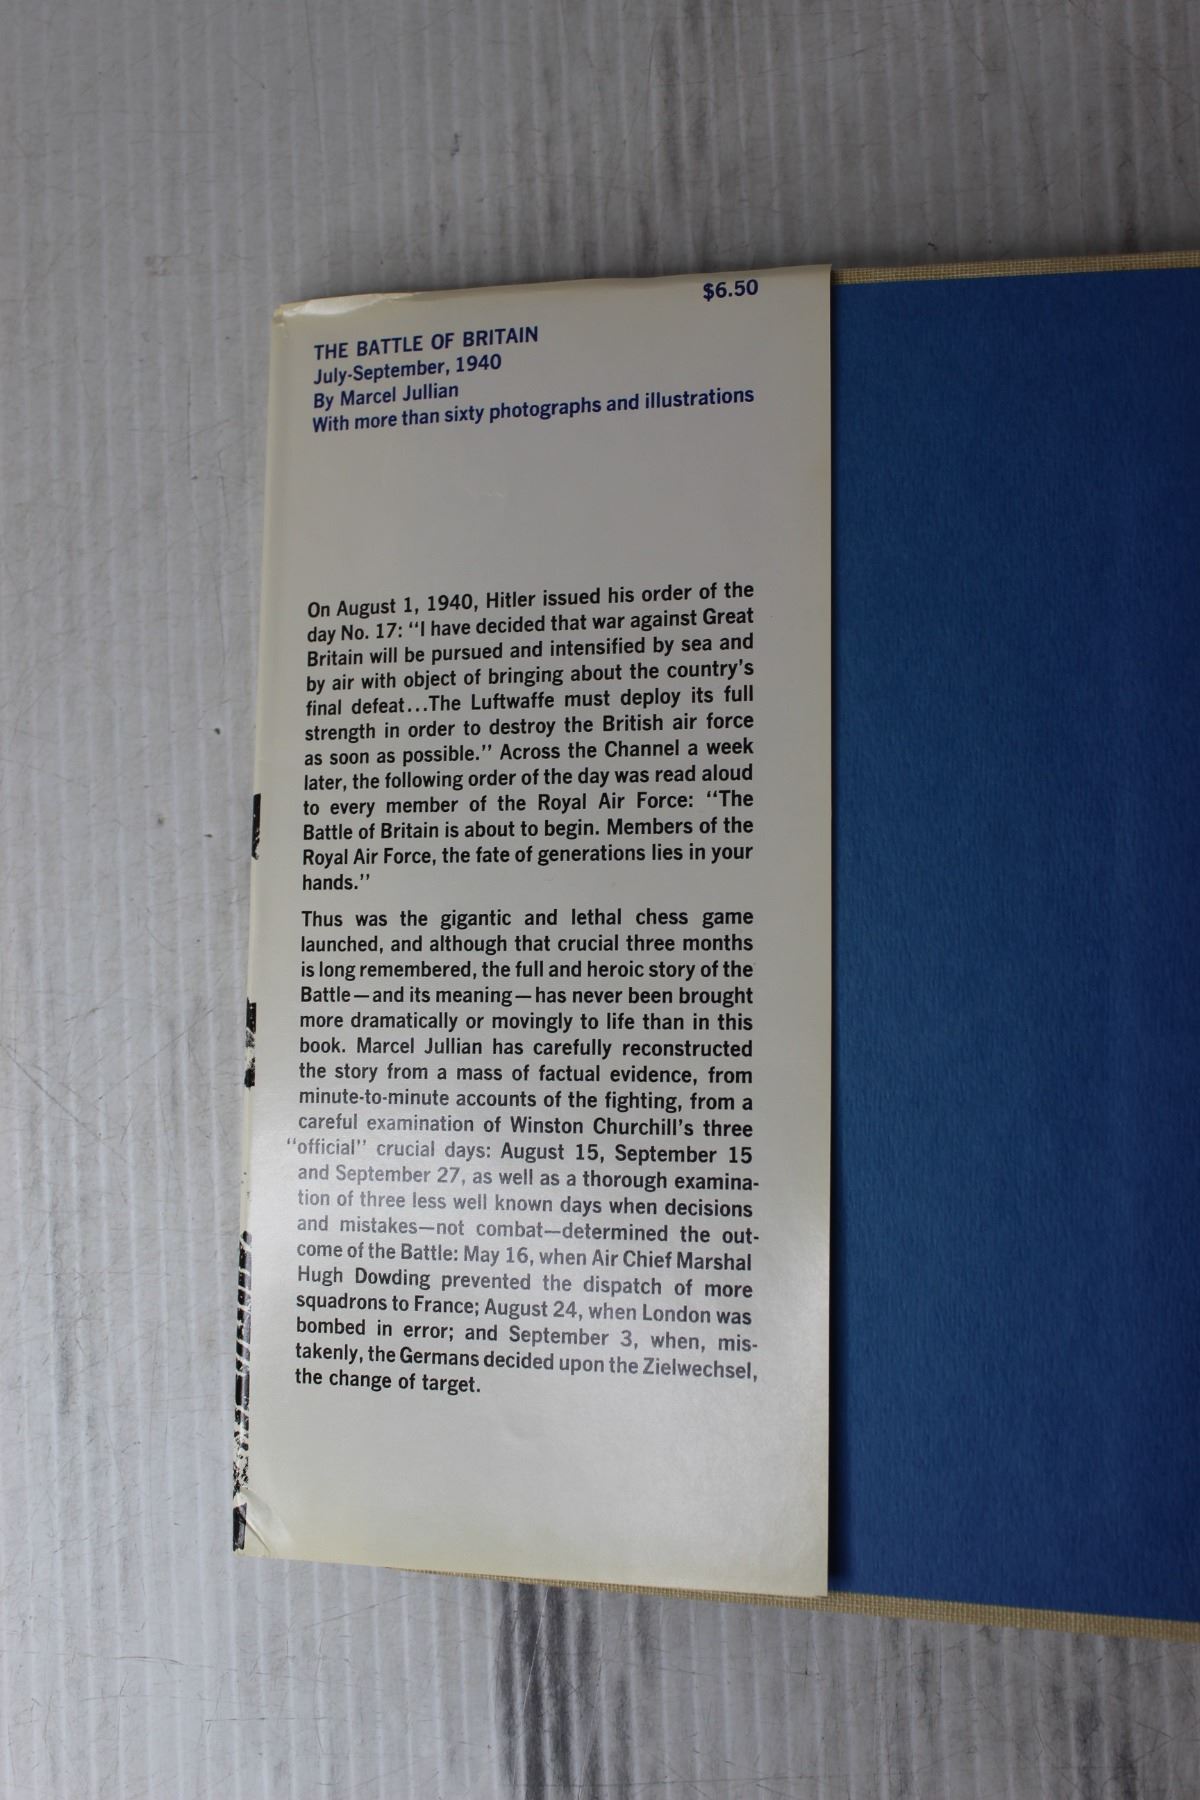 $6.50
THE BATTLE OF BRITAIN
July-September, 1940
By Marcel Jullian
With more than sixty photographs and illustrations
On August 1, 1940, Hitler issued his order of the
day No. 17: “I have decided that war against Great
Britain will be pursued and intensified by sea and
by air with object of bringing about the country’s
final defeat...The Luftwaffe must deploy its full
strength in order to destroy the British air force
as soon as possible.” Across the Channel a week
later, the following order of the day was read aloud
to every member of the Royal Air Force: “The
Battle of Britain is about to begin. Members of the
Royal Air Force, the fate of generations lies in your
hands.”
Thus was the gigantic and lethal chess game
launched, and although that crucial three months
is long remembered, the full and heroic story of the
Battle—and its meaning—has never been brought
more dramatically or movingly to life than in this
book. Marcel Jullian has carefully reconstructed
the story from a mass of factual evidence, from
minute-to-minute accounts of the fighting, from a
careful examination of Winston Churchill’s three
“official” crucial days: August 15, September 15
and September 27, as well as a thorough examina-
tion of three less well known days when decisions
and mistakes—not combat—determined the out-
come of the Battle: May 16, when Air Chief Marshal
Hugh Dowding prevented the dispatch of more
squadrons to France; August 24, when London was
bombed in error; and September 3, when, mis-
takenly, the Germans decided upon the Zielwechsel,
the change of target.